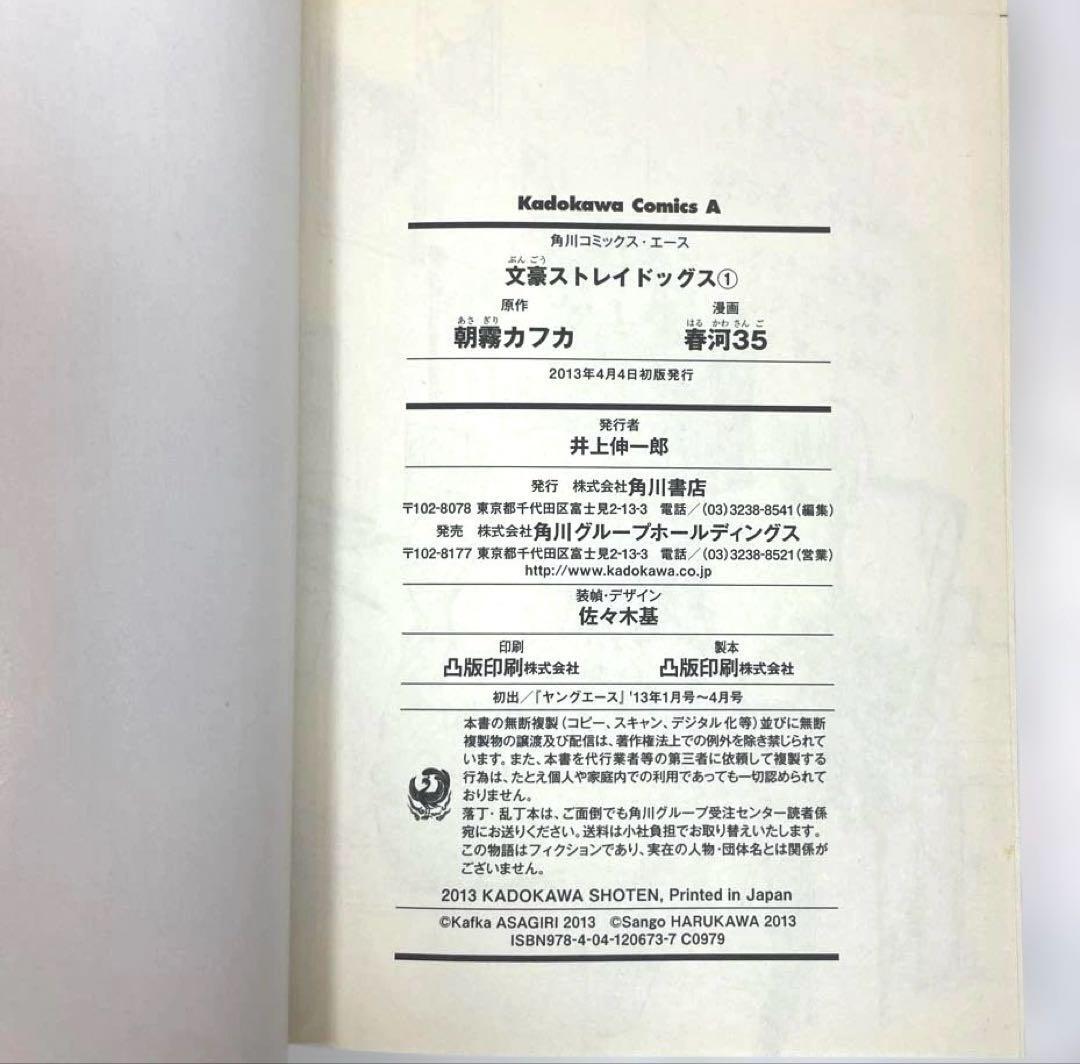 Kadokawa Comics A
角川コミックス・エース
ぶんごう
文豪ストレイドッグス①
原作 漫画
あさぎり はるかわさんご
朝霧カフカ 春河35
2013年4月4日初版発行
発行者
井上伸一郎
発行 株式会社角川書店
〒102-8078 東京都千代田区富士見2-13-3 電話／(03)3238-8541(編集)
発売 株式会社角川グループホールディングス
〒102-8177 東京都千代田区富士見2-13-3 電話／(03)3238-8521(営業)
http://www.kadokawa.co.jp
装幀・デザイン
佐々木基
印刷 製本
凸版印刷株式会社 凸版印刷株式会社
初出／『ヤングエース』'13年1月号〜4月号
本書の無断複製(コピー、スキャン、デジタル化等)並びに無断
複製物の譲渡及び配信は、著作権法上での例外を除き禁じられて
います。また、本書を代行業者等の第三者に依頼して複製する
行為は、たとえ個人や家庭内での利用であっても一切認められて
おりません。
落丁・乱丁本は、ご面倒でも角川グループ受注センター読者係
宛にお送りください。送料は小社負担でお取り替えいたします。
この物語はフィクションであり、実在の人物・団体名とは関係が
ございません。
2013 KADOKAWA SHOTEN, Printed in Japan
©Kafka ASAGIRI 2013 ©Sango HARUKAWA 2013
ISBN978-4-04-120673-7 C0979